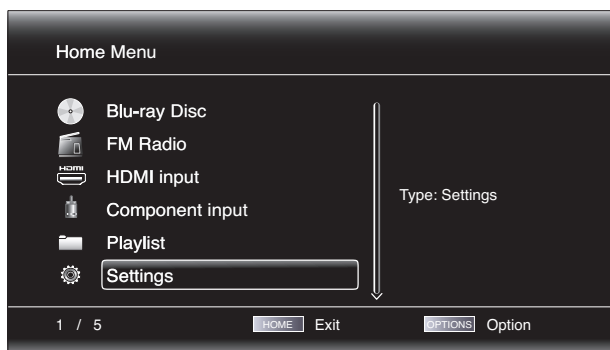 Home Menu
Blu-ray Disc
FM Radio
HDMI
HDMI input
Component input
Type: Settings
Playlist
Settings
1 / 5
HOME Exit
OPTIONS Option